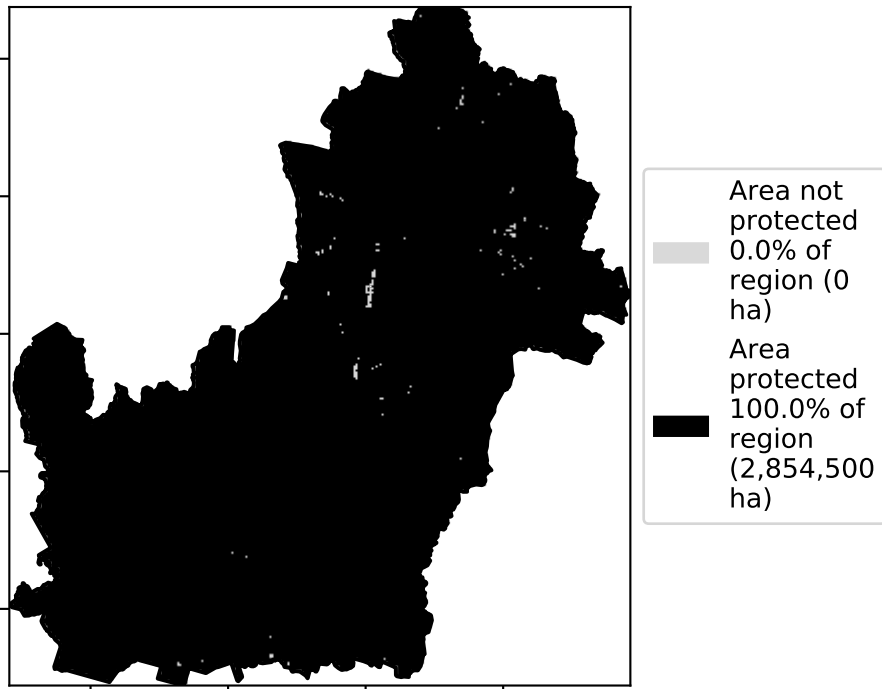 Area not
protected
0.0% of
region (0
ha)
Area
protected
100.0% of
region
(2,854,500
ha)